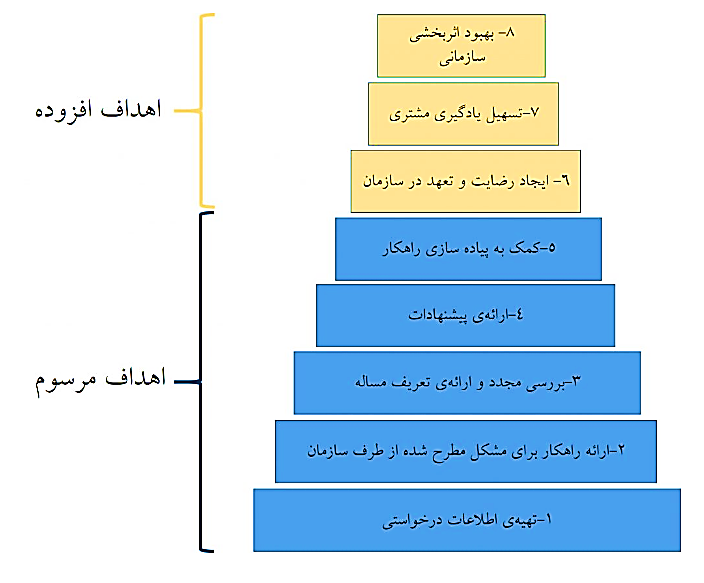 ۸- بهبود اثربخشی
سازمانی
۷-تسهیل یادگیری مشتری
اهداف افزوده
۶- ایجاد رضایت و تعهد در سازمان
۵-کمک به پیاده سازی راهکار
۴-ارائه‌ی پیشنهادات
۳-بررسی مجدد و ارائه‌ی تعریف مساله
اهداف مرسوم
۲-ارائه راهکار برای مشکل مطرح شده از طرف سازمان
۱-تهیه‌ی اطلاعات درخواستی